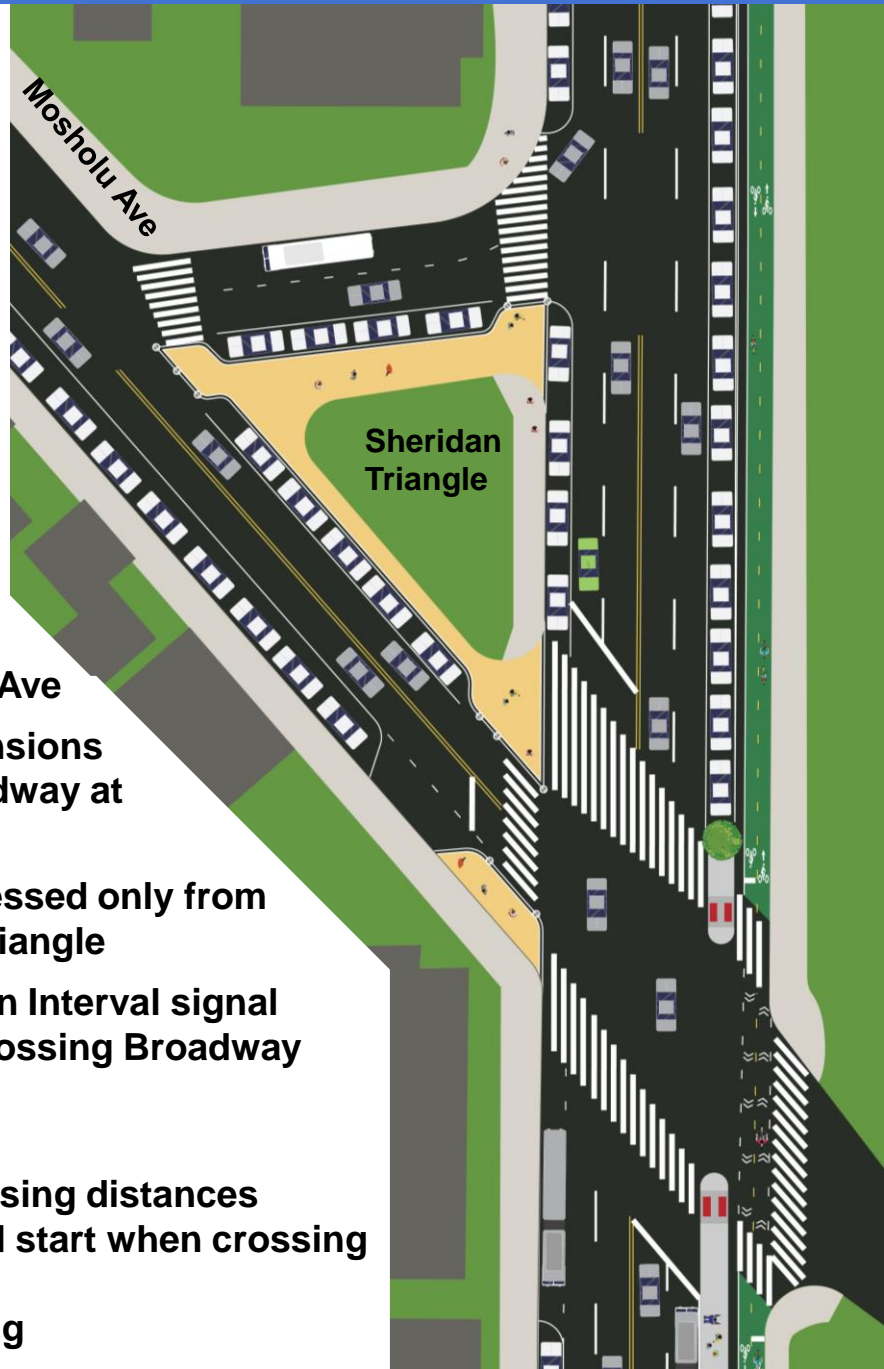 Mosholu Ave
Sheridan
Triangle
Ave
nsions
dway at
essed only from
riangle
n Interval signal
ossing Broadway
sing distances
l start when crossing
g